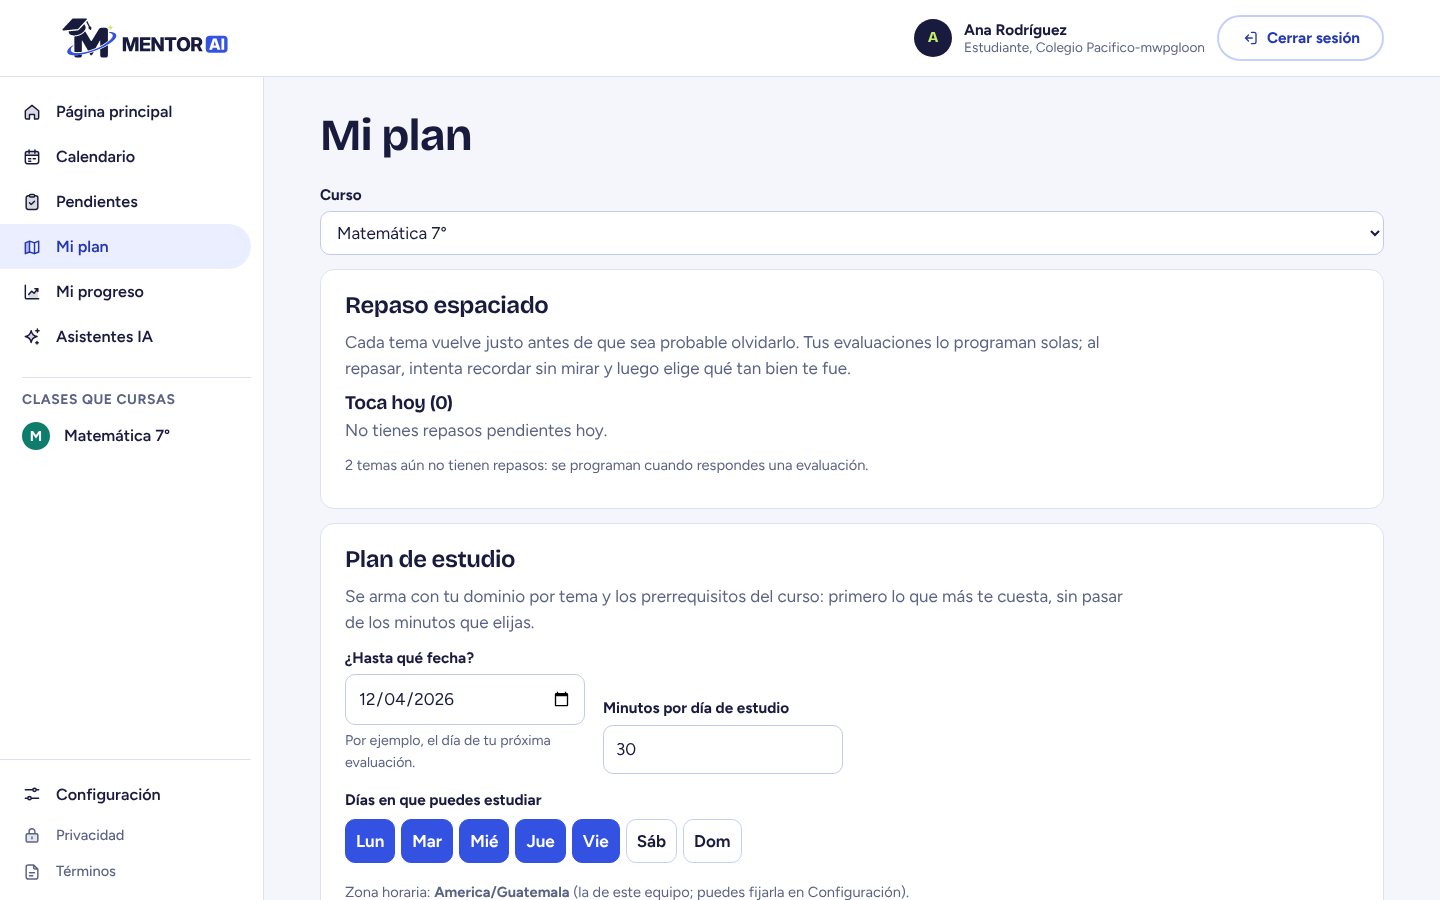 MENTOR AI
A
Ana Rodríguez
Estudiante, Colegio Pacifico-mwpgloon
Cerrar sesión
Página principal
Calendario
Pendientes
Mi plan
Mi progreso
Asistentes IA
CLASES QUE CURSAS
M
Matemática 7°
Configuración
Privacidad
Términos
Mi plan
Curso
Matemática 7°
Repaso espaciado
Cada tema vuelve justo antes de que sea probable olvidarlo. Tus evaluaciones lo programan solas; al
repasar, intenta recordar sin mirar y luego elige qué tan bien te fue.
Toca hoy (0)
No tienes repasos pendientes hoy.
2 temas aún no tienen repasos: se programan cuando respondes una evaluación.
Plan de estudio
Se arma con tu dominio por tema y los prerrequisitos del curso: primero lo que más te cuesta, sin pasar
de los minutos que elijas.
¿Hasta qué fecha?
12/04/2026
Por ejemplo, el día de tu próxima
evaluación.
Minutos por día de estudio
30
Días en que puedes estudiar
Lun Mar Mié Jue Vie Sáb Dom
Zona horaria: America/Guatemala (la de este equipo; puedes fijarla en Configuración).